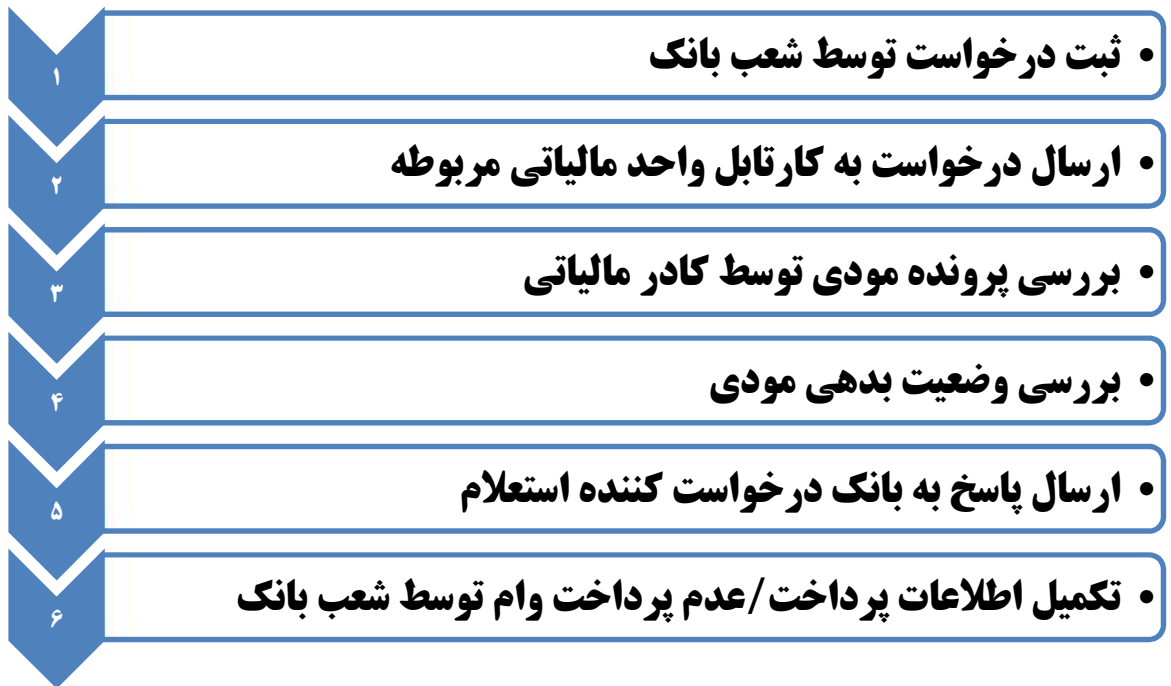 ۱
• ثبت درخواست توسط شعب بانک
۲
• ارسال درخواست به کارتابل واحد مالیاتی مربوطه
۳
• بررسی پرونده مودی توسط کادر مالیاتی
۴
• بررسی وضعیت بدهی مودی
۵
• ارسال پاسخ به بانک درخواست کننده استعلام
۶
• تکمیل اطلاعات پرداخت/عدم پرداخت وام توسط شعب بانک